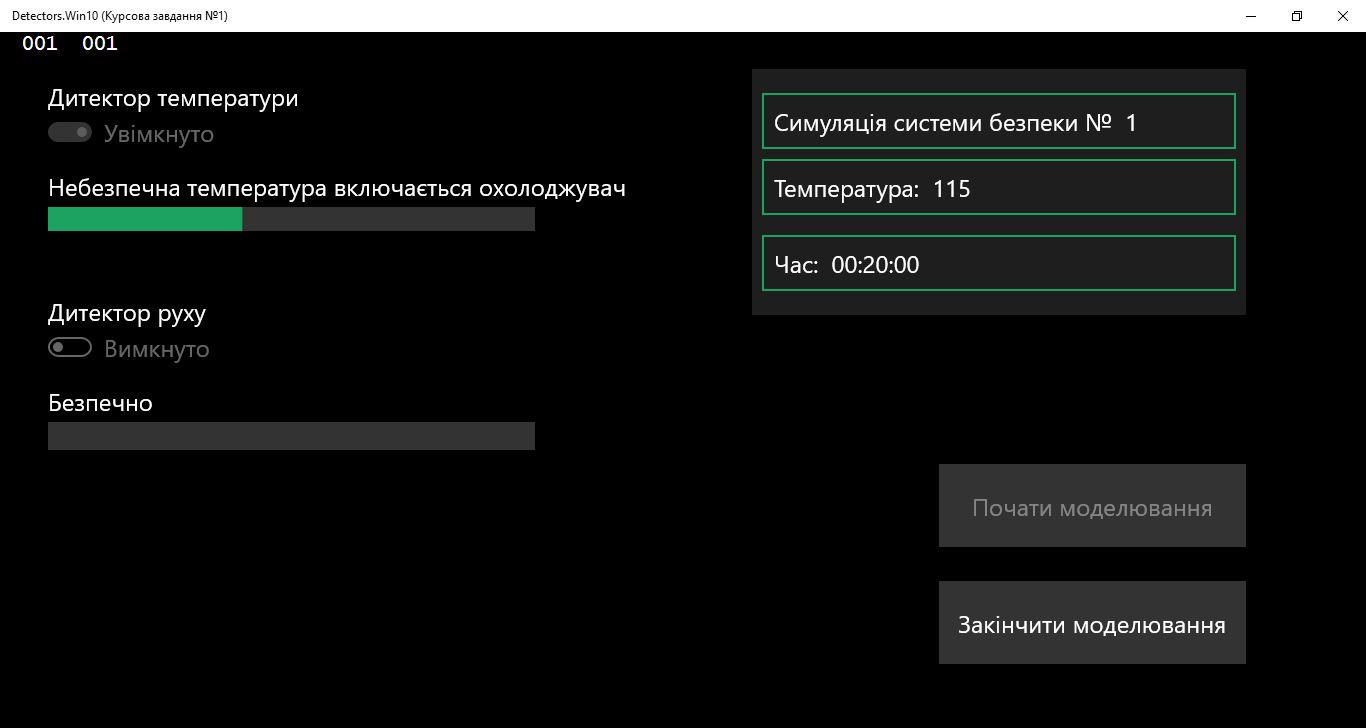 Detectors.Win10 (Курсова завдання №1)
001 001
Дитектор температури
Увімкнуто
Небезпечна температура включається охолоджувач
Дитектор руху
Вимкнуто
Безпечно
Симуляція системи безпеки № 1
Температура: 115
Час: 00:20:00
Почати моделювання
Закінчити моделювання